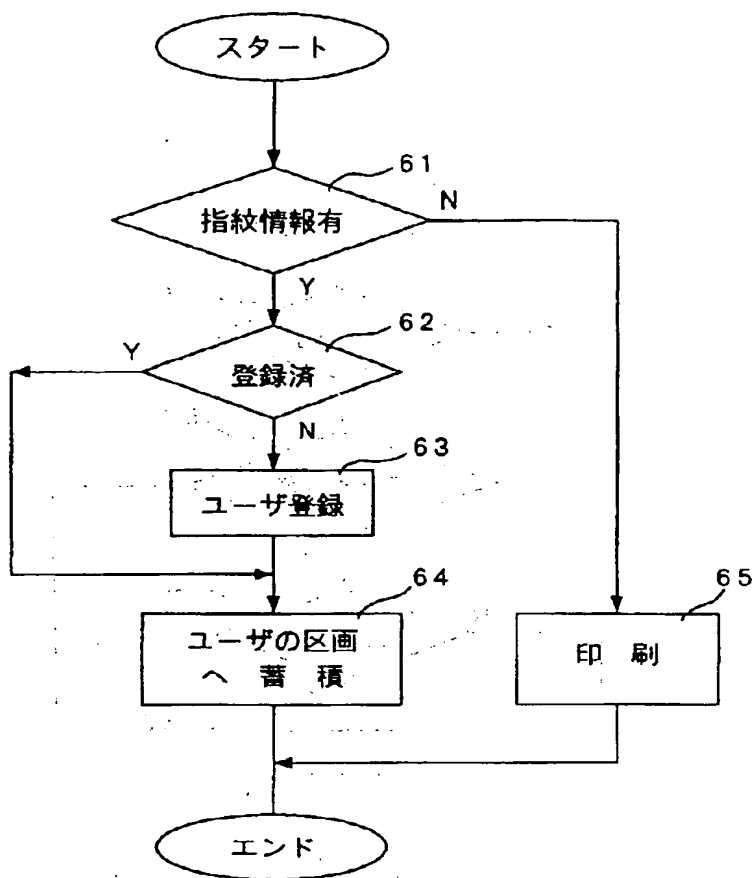 スタート
61
指紋情報有
N
Y
62
Y
登録済
N
63
ユーザ登録
64
ユーザの区画
へ 蓄 積
65
印 刷
エンド